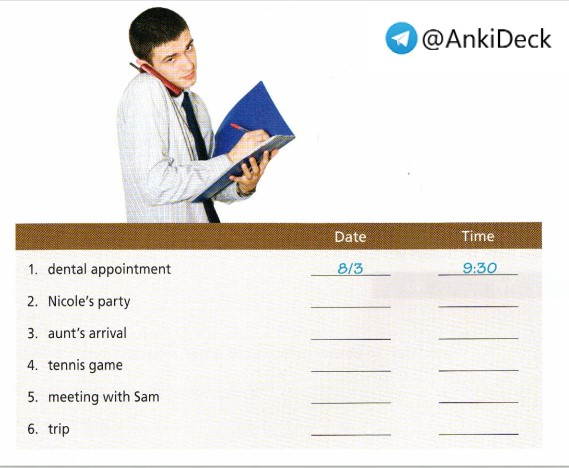 @AnkiDeck
Date Time
1. dental appointment 8/3 9:30
2. Nicole's party
3. aunt's arrival
4. tennis game
5. meeting with Sam
6. trip